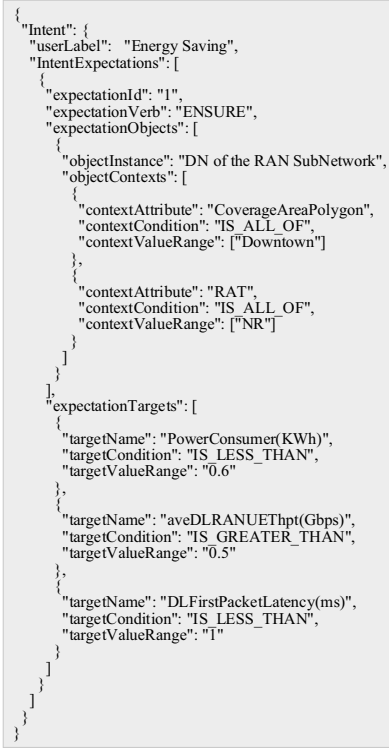 {
"Intent": {
"userLabel": "Energy Saving",
"IntentExpectations": [
{
"expectationId": "1",
"expectationVerb": "ENSURE",
"expectationObjects": [
{
"objectInstance": "DN of the RAN SubNetwork",
"objectContexts": [
{
"contextAttribute": "CoverageAreaPolygon",
"contextCondition": "IS_ALL_OF",
"contextValueRange": ["Downtown"]
},
{
"contextAttribute": "RAT",
"contextCondition": "IS_ALL_OF",
"contextValueRange": ["NR"]
}
]
}
],
"expectationTargets": [
{
"targetName": "PowerConsumer(KWh)",
"targetCondition": "IS_LESS_THAN",
"targetValueRange": "0.6"
},
{
"targetName": "aveDLRANUEThpt(Gbps)",
"targetCondition": "IS_GREATER_THAN",
"targetValueRange": "0.5"
},
{
"targetName": "DLFirstPacketLatency(ms)",
"targetCondition": "IS_LESS_THAN",
"targetValueRange": "1"
}
]
}
]
}
}